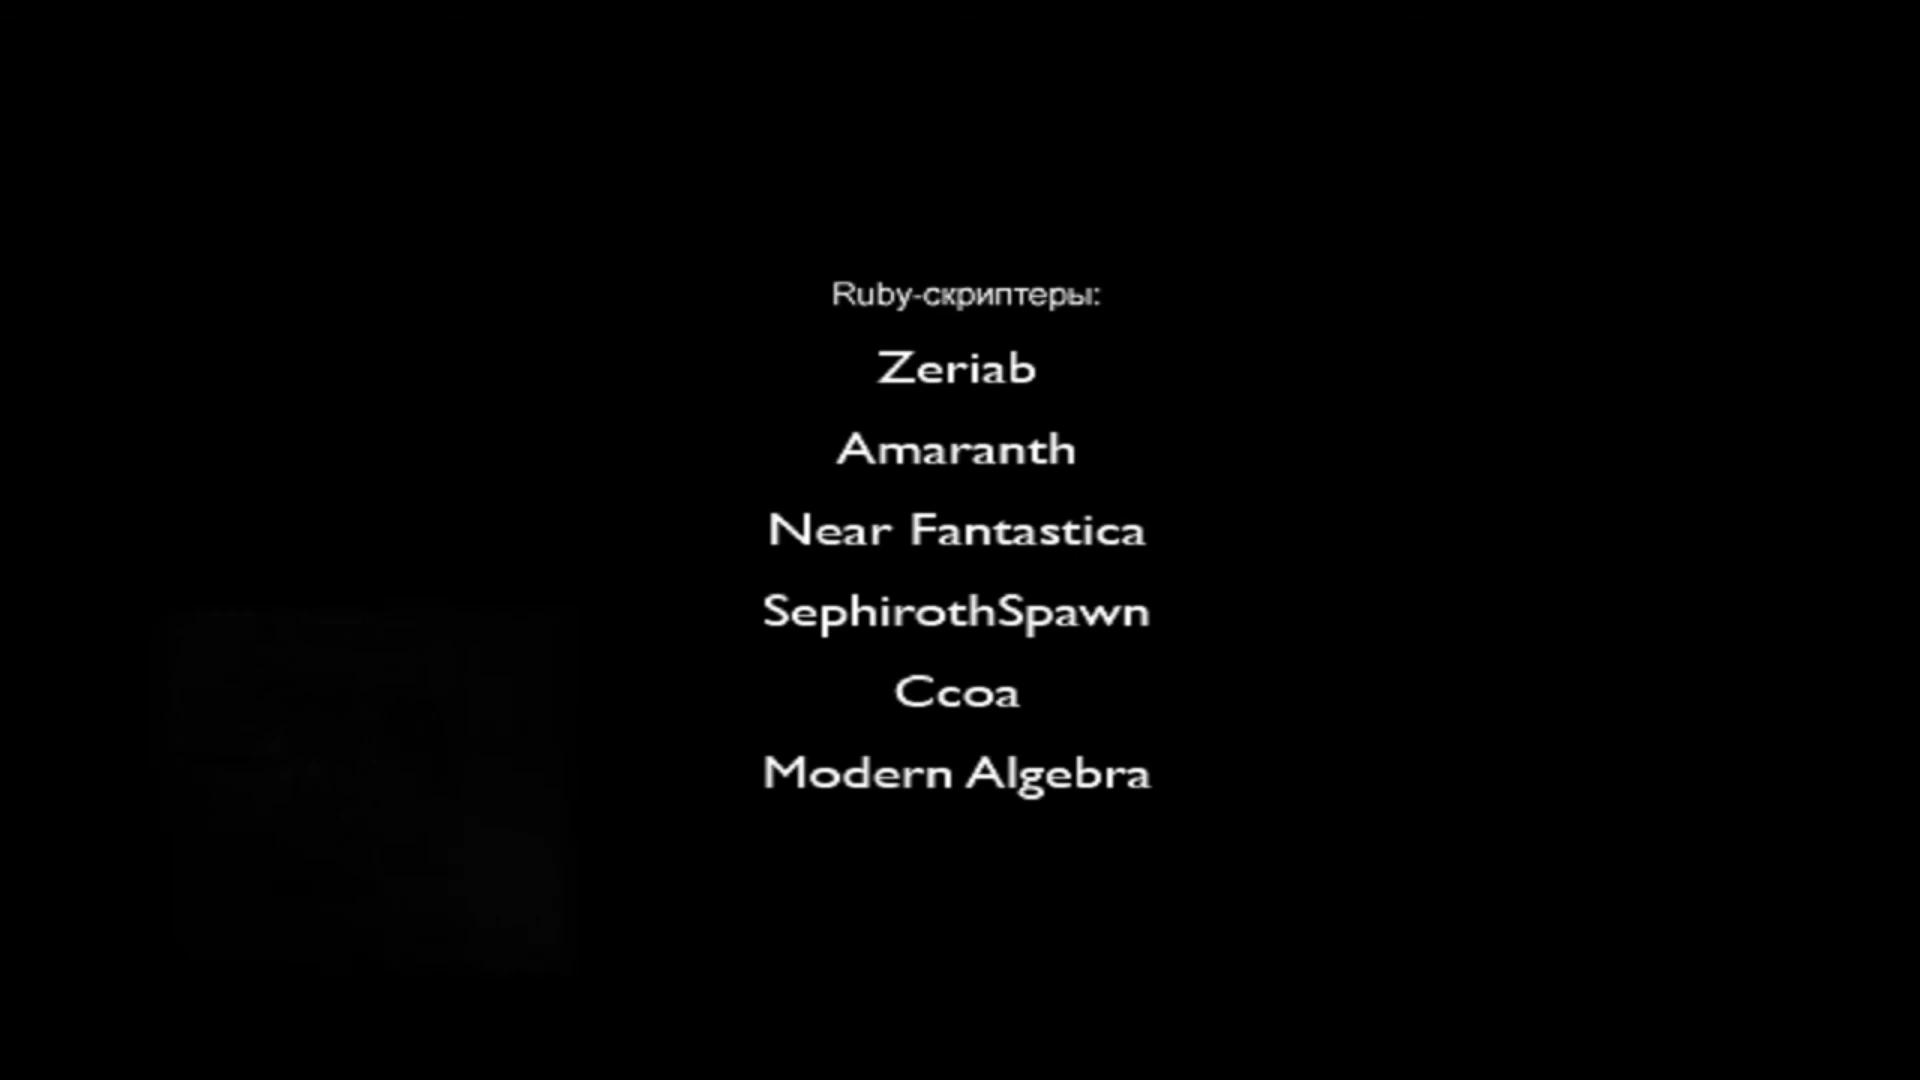 Ruby-скриптеры:
Zeriab
Amaranth
Near Fantastica
SephirothSpawn
Ccoa
Modern Algebra